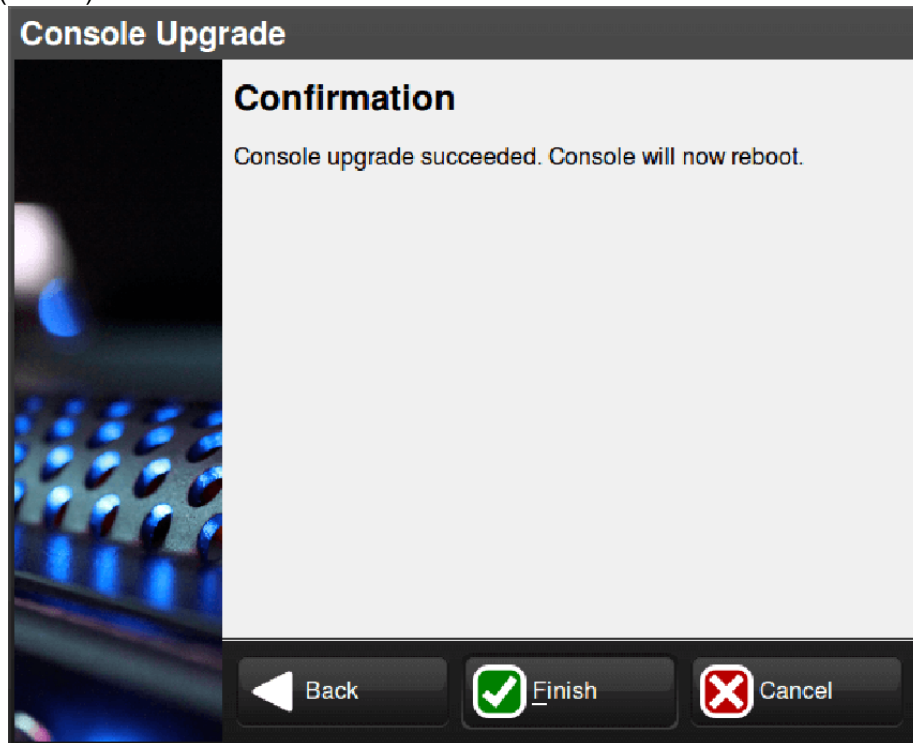 Console Upgrade
Confirmation
Console upgrade succeeded. Console will now reboot.
Back
Finish
Cancel